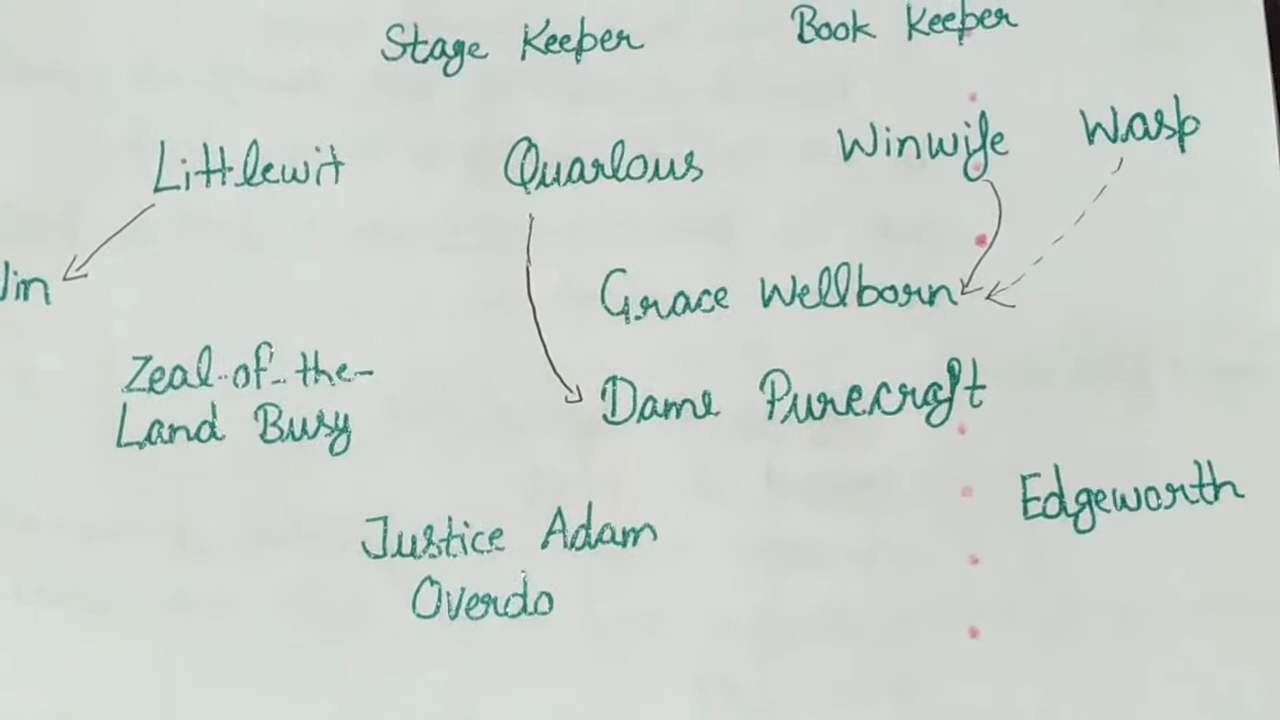 Stage Keeper Book Keeper
Littlewit Quarlous Winwife Wasp
Grace Wellborn
Zeal-of-the-
Land Busy
Dame Purecraft
Edgeworth
Justice Adam
Overdo